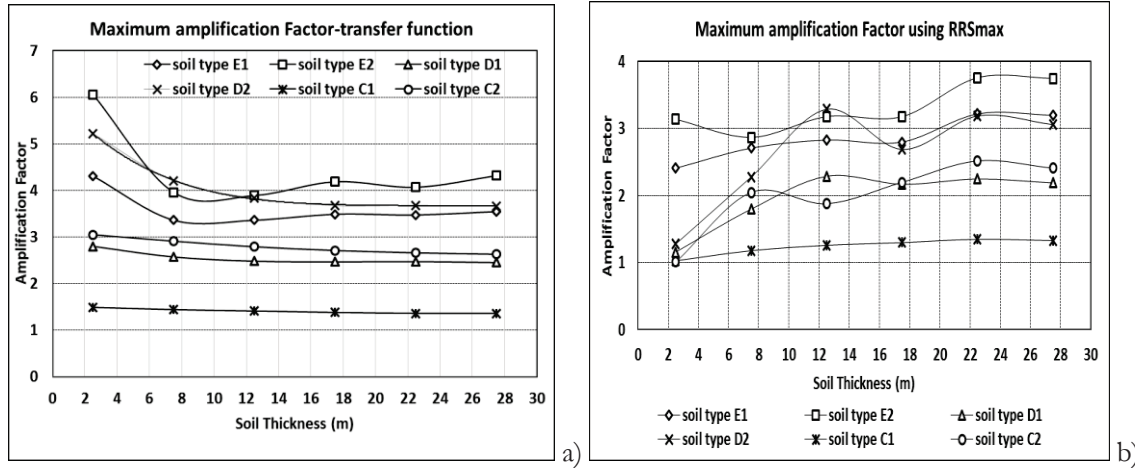 Maximum amplification Factor-transfer function
7
6
5
4
3
2
1
0
Amplification Factor
soil type E1 soil type E2 soil type D1
soil type D2 soil type C1 soil type C2
0 2 4 6 8 10 12 14 16 18 20 22 24 26 28 30
Soil Thickness (m)
a)
Maximum amplification Factor using RRSmax
4
3
2
1
0
Amplification Factor
0 2 4 6 8 10 12 14 16 18 20 22 24 26 28 30
Soil Thickness (m)
soil type E1 soil type E2 soil type D1
soil type D2 soil type C1 soil type C2
b)